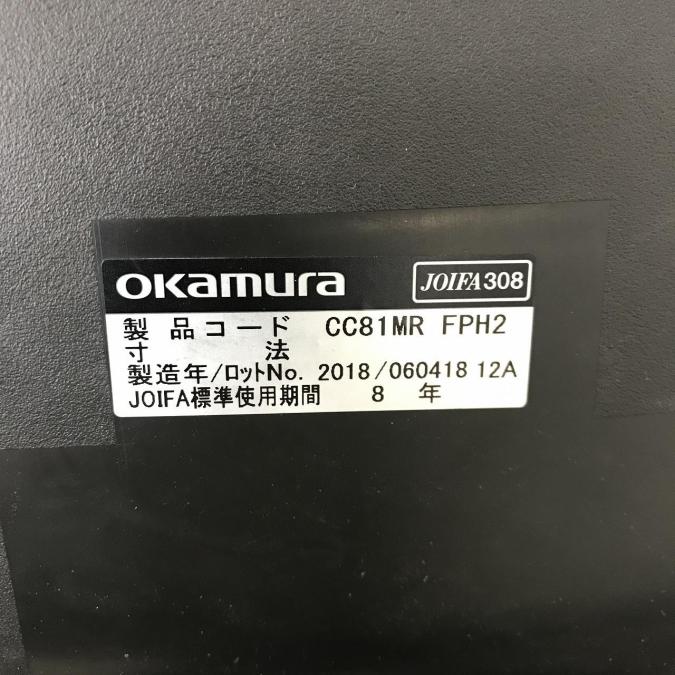 okamura JOIFA308
製品コード CC81MR FPH2
寸 法
製造年/ロットNo. 2018/060418 12A
JOIFA標準使用期間 8 年